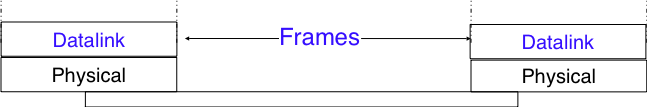 Datalink
Frames
Datalink
Physical
Physical